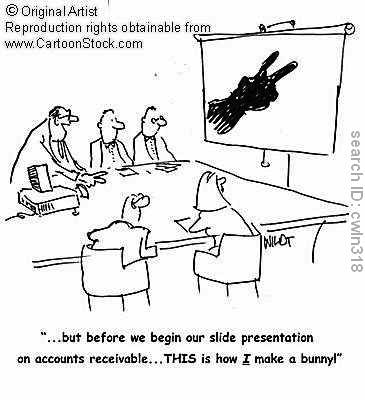 © Original Artist
Reproduction rights obtainable from
www.CartoonStock.com
search ID: cwln318
WILDT
"...but before we begin our slide presentation
on accounts receivable...THIS is how I make a bunny!"